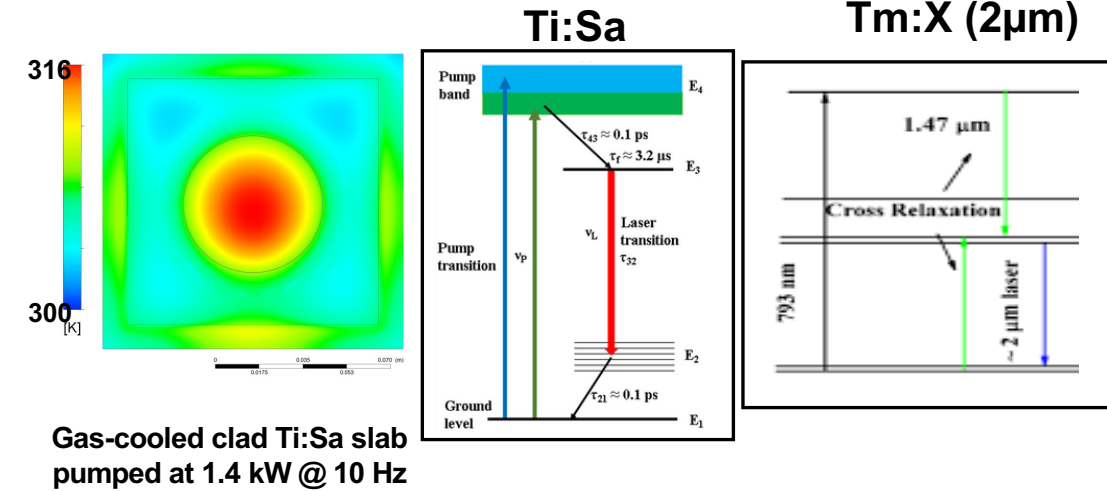 Ti:Sa
Tm:X (2µm)
316
300
[K]
0
0.035
0.070 (m)
0.0175
0.053
Gas-cooled clad Ti:Sa slab
pumped at 1.4 kW @ 10 Hz
Pump
band
E4
τ43 ≈ 0.1 ps
τf ≈ 3.2 µs
E3
νL
Laser
transition
τ32
Pump
transition
νP
E2
τ21 ≈ 0.1 ps
Ground
level
E1
1.47 µm
Cross Relaxation
793 nm
~ 2 µm laser